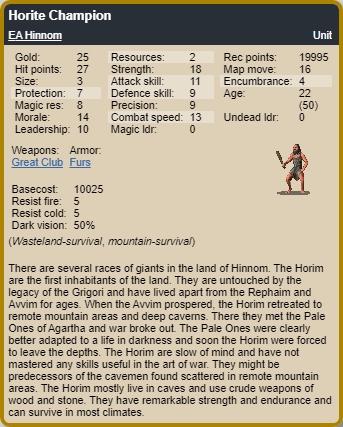 Horite Champion
EA Hinnom Unit
Gold: 25 Resources: 2 Rec points: 19995
Hit points: 27 Strength: 18 Map move: 16
Size: 3 Attack skill: 11 Encumbrance: 4
Protection: 7 Defence skill: 9 Age: 22
Magic res: 8 Precision: 9 (50)
Morale: 14 Combat speed: 13 Undead ldr: 0
Leadership: 10 Magic ldr: 0
Weapons: Armor:
Great Club Furs
Basecost: 10025
Resist fire: 5
Resist cold: 5
Dark vision: 50%
(Wasteland-survival, mountain-survival)
There are several races of giants in the land of Hinnom. The Horim
are the first inhabitants of the land. They are untouched by the
legacy of the Grigori and have lived apart from the Rephaim and
Avvim for ages. When the Avvim prospered, the Horim retreated to
remote mountain areas and deep caverns. There they met the Pale
Ones of Agartha and war broke out. The Pale Ones were clearly
better adapted to a life in darkness and soon the Horim were forced
to leave the depths. The Horim are slow of mind and have not
mastered any skills useful in the art of war. They might be
predecessors of the cavemen found scattered in remote mountain
areas. The Horim mostly live in caves and use crude weapons of
wood and stone. They have remarkable strength and endurance and
can survive in most climates.